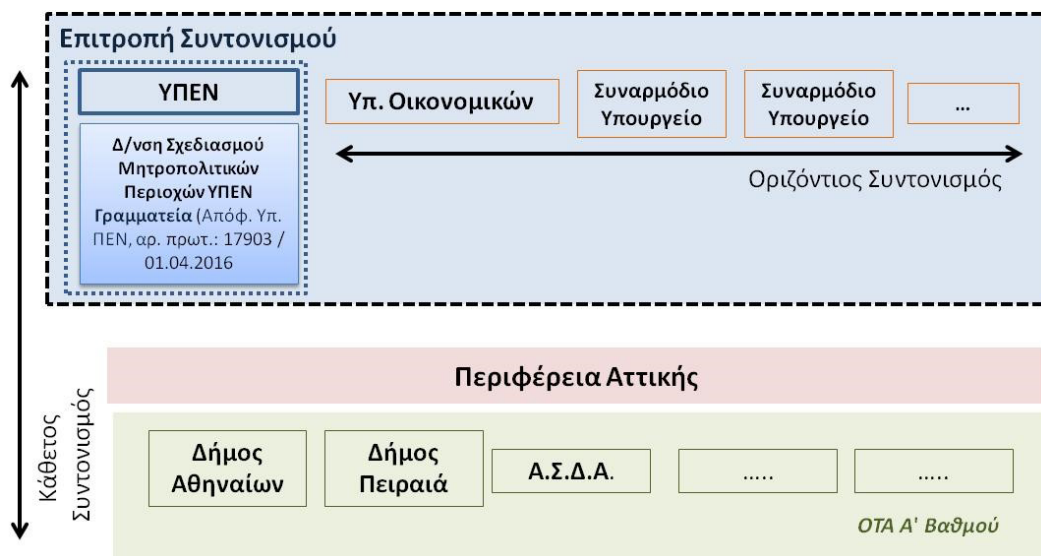 Επιτροπή Συντονισμού
ΥΠΕΝ
Δ/νση Σχεδιασμού
Μητροπολιτικών
Περιοχών ΥΠΕΝ
Γραμματεία (Απόφ. Υπ.
ΠΕΝ, αρ. πρωτ.: 17903 /
01.04.2016
Υπ. Οικονομικών
Συναρμόδιο
Υπουργείο
Συναρμόδιο
Υπουργείο
...
Οριζόντιος Συντονισμός
Κάθετος
Συντονισμός
Περιφέρεια Αττικής
Δήμος
Αθηναίων
Δήμος
Πειραιά
Α.Σ.Δ.Α.
.....
.....
ΟΤΑ Α' Βαθμού